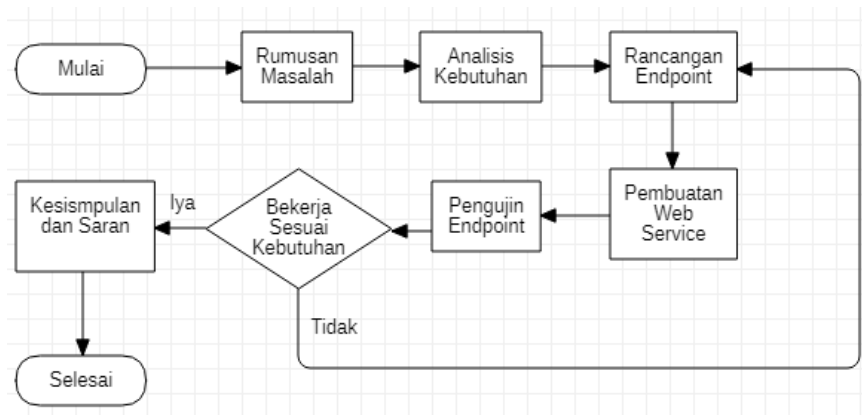 Mulai
Rumusan
Masalah
Analisis
Kebutuhan
Rancangan
Endpoint
Pembuatan
Web
Service
Pengujin
Endpoint
Bekerja
Sesuai
Kebutuhan
Iya
Kesismpulan
dan Saran
Tidak
Selesai